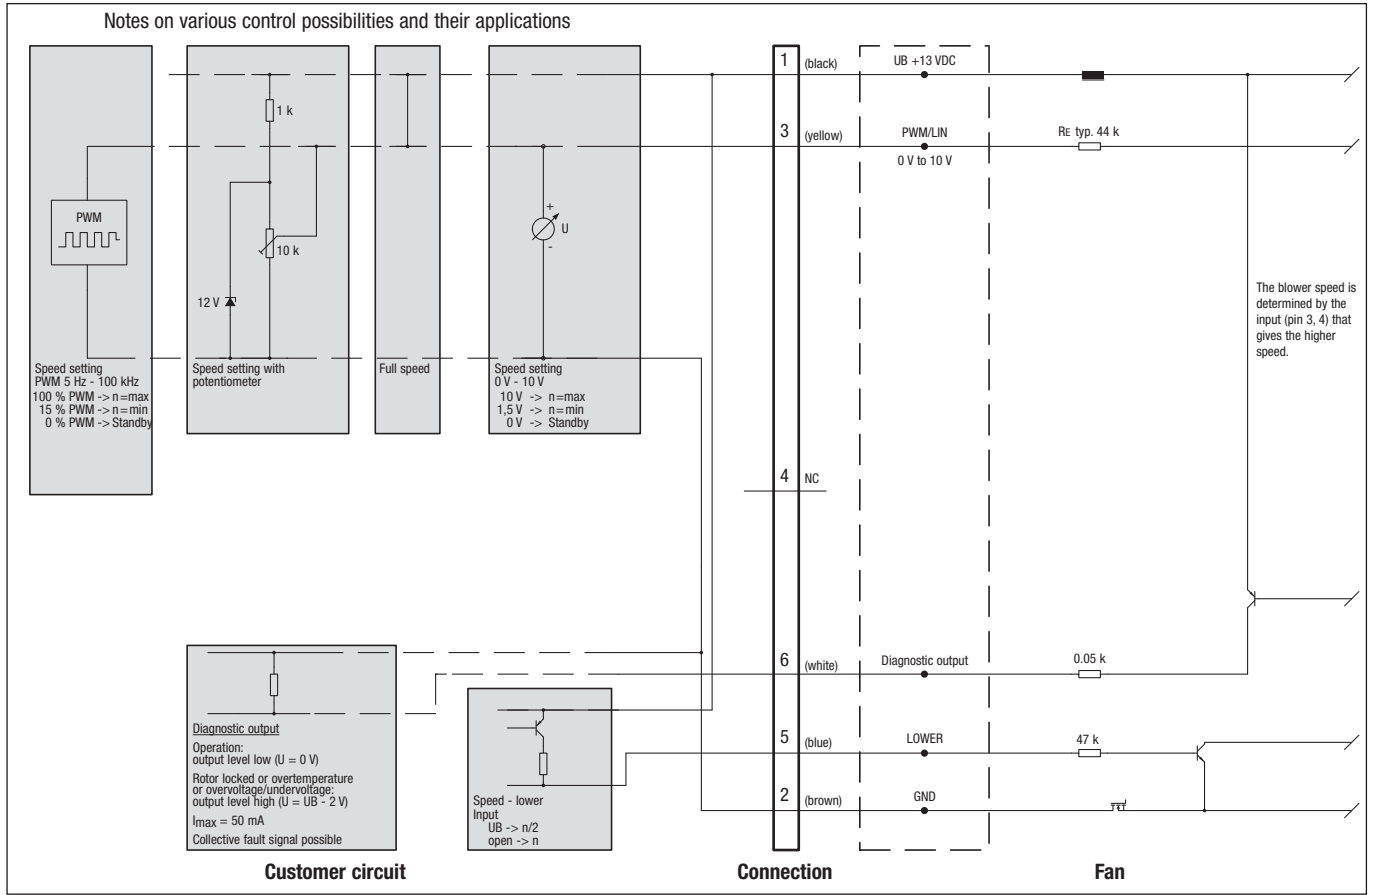 Notes on various control possibilities and their applications
PWM
Speed setting
PWM 5 Hz - 100 kHz
100 % PWM -> n=max
15 % PWM -> n=min
0 % PWM -> Standby
1 k
10 k
12 V
Speed setting with
potentiometer
Full speed
+
U
-
Speed setting
0 V - 10 V
10 V -> n=max
1,5 V -> n=min
0 V -> Standby
1 (black)
3 (yellow)
4 NC
6 (white)
5 (blue)
2 (brown)
UB +13 VDC
PWM/LIN
0 V to 10 V
Diagnostic output
LOWER
GND
RE typ. 44 k
The blower speed is
determined by the
input (pin 3, 4) that
gives the higher
speed.
0.05 k
47 k
Diagnostic output
Operation:
output level low (U = 0 V)
Rotor locked or overtemperature
or overvoltage/undervoltage:
output level high (U = UB - 2 V)
Imax = 50 mA
Collective fault signal possible
Speed - lower
Input
UB -> n/2
open -> n
Customer circuit
Connection
Fan